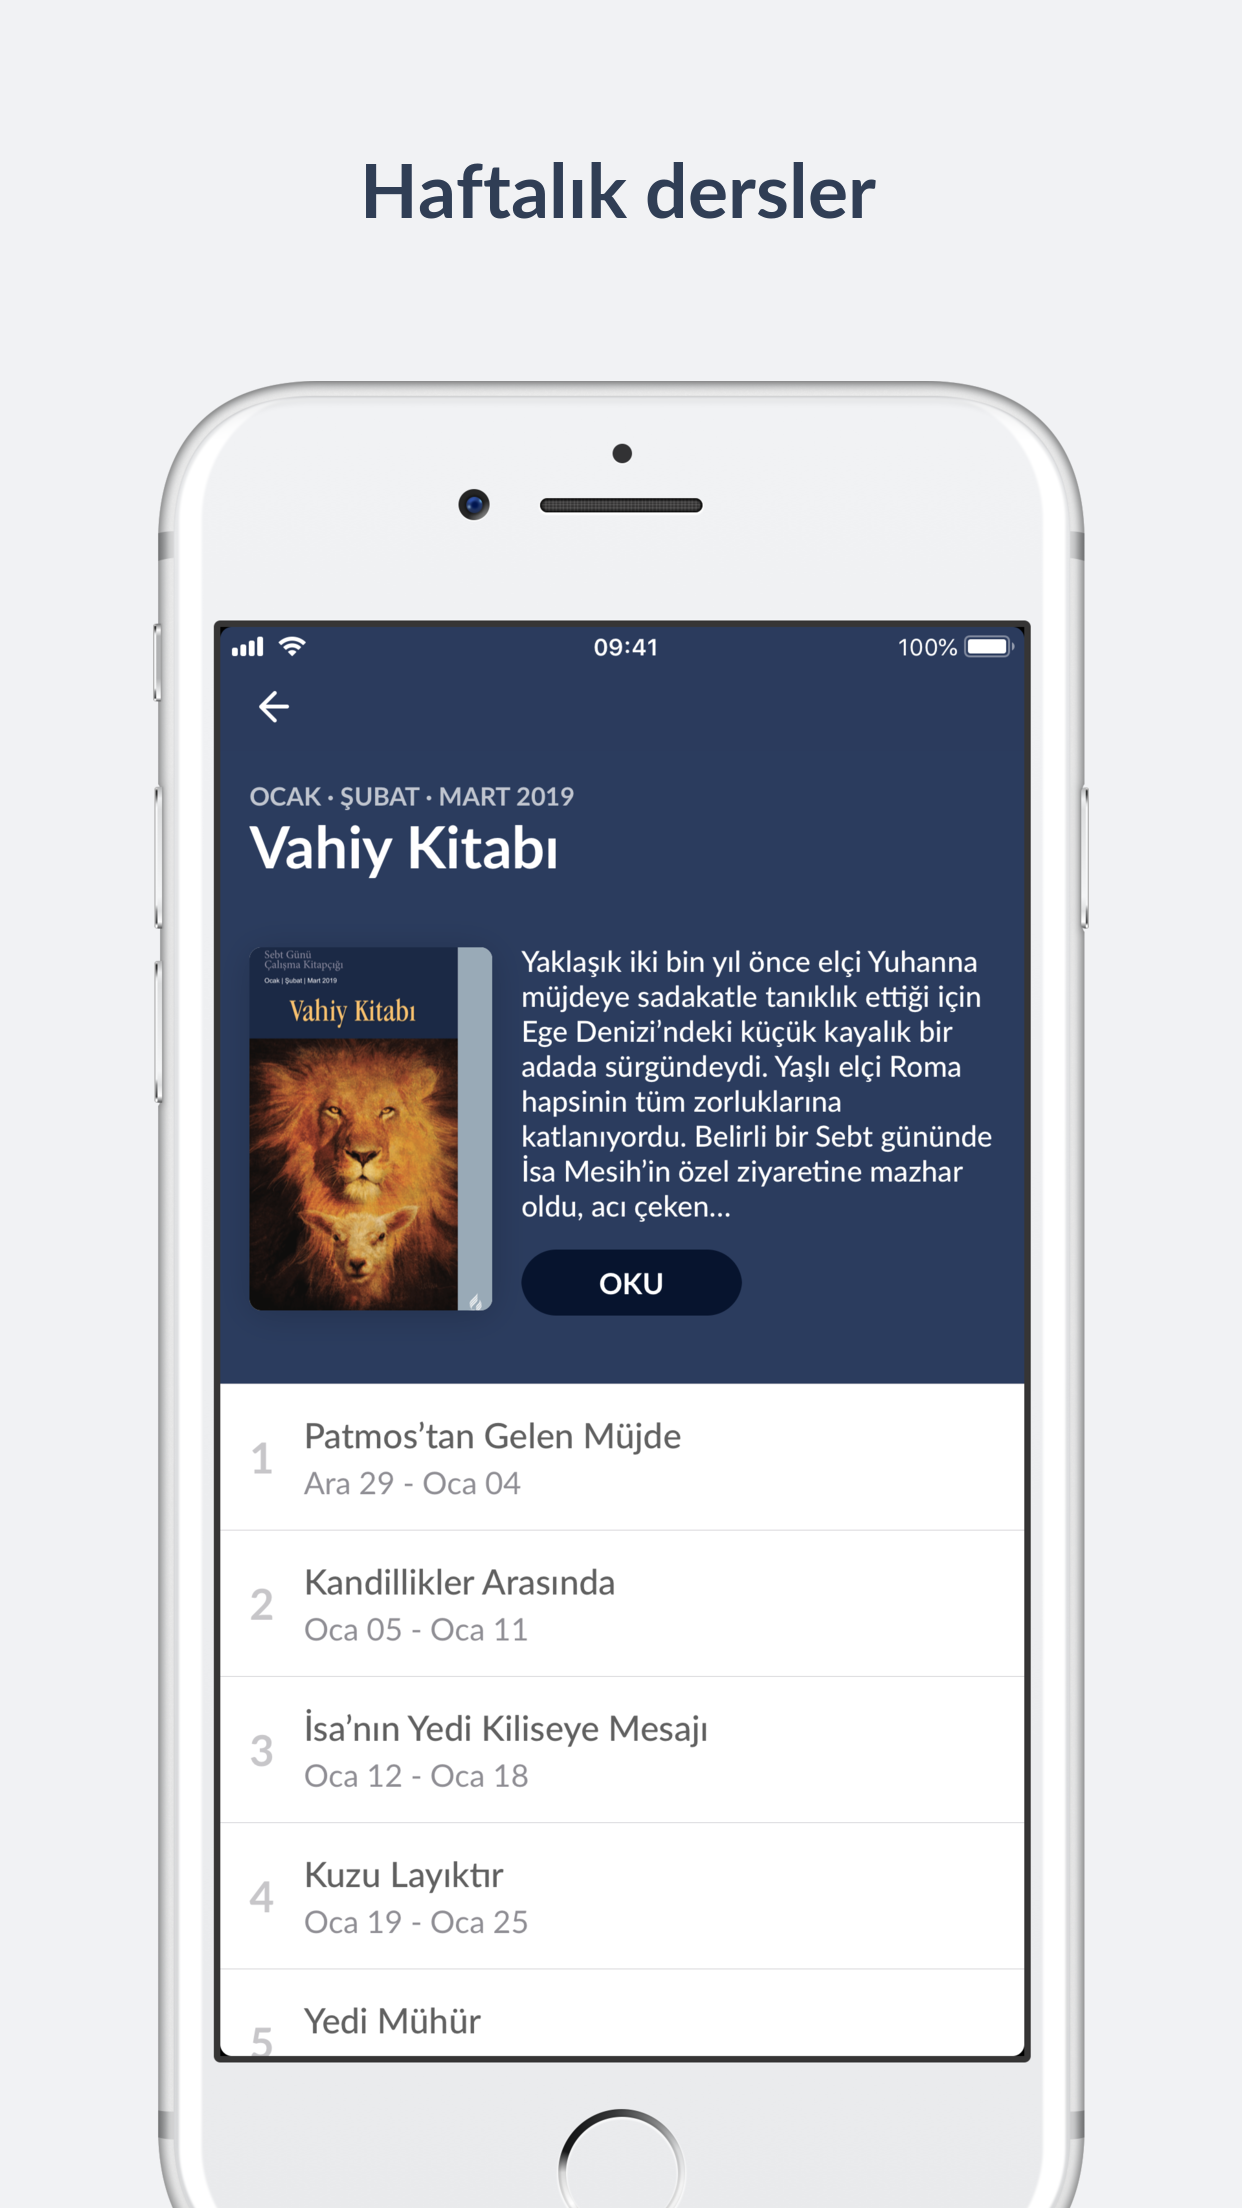 Haftalık dersler
09:41
100%
OCAK · ŞUBAT · MART 2019
Vahiy Kitabı
Sebt Günü
Çalışma Kitapçığı
Ocak | Şubat | Mart 2019
Vahiy Kitabı
Yaklaşık iki bin yıl önce elçi Yuhanna
müjdeye sadakatle tanıklık ettiği için
Ege Denizi’ndeki küçük kayalık bir
adada sürgündeydi. Yaşlı elçi Roma
hapsinin tüm zorluklarına
katlanıyordu. Belirli bir Sebt gününde
İsa Mesih’in özel ziyaretine mazhar
oldu, acı çeken...
OKU
1
Patmos’tan Gelen Müjde
Ara 29 - Oca 04
2
Kandillikler Arasında
Oca 05 - Oca 11
3
İsa’nın Yedi Kiliseye Mesajı
Oca 12 - Oca 18
4
Kuzu Layıktır
Oca 19 - Oca 25
5
Yedi Mühür